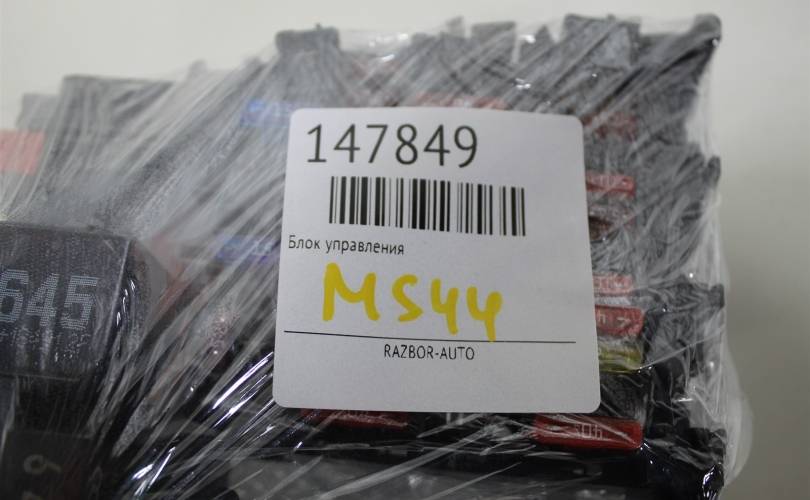 147849
Блок управления
MS44
RAZBOR-AUTO
645